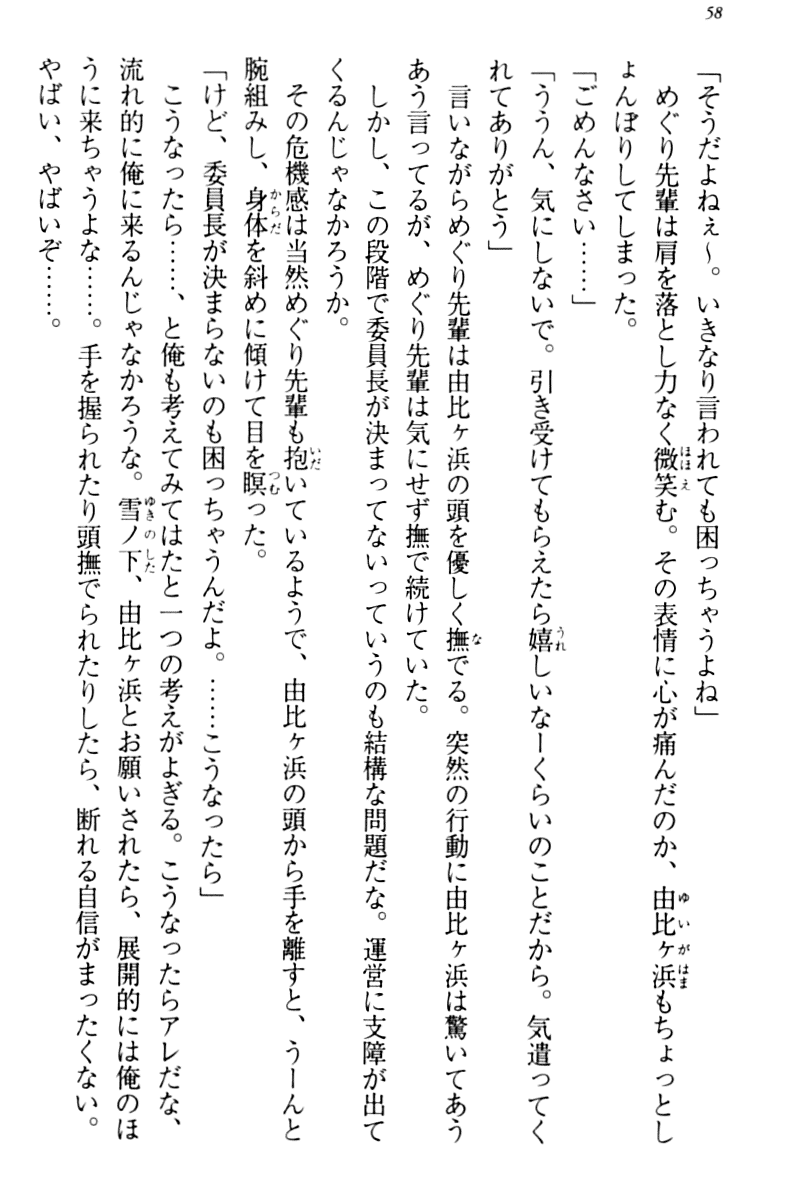 58
「そうだよねぇ～。いきなり言われても困っちゃうよね」
　めぐり先輩は肩を落とし力なく微笑む。その表情に心が痛んだのか、由比ヶ浜もちょっとし
ょんぼりしてしまった。
「ごめんなさい……」
「ううん、気にしないで。引き受けてもらえたら嬉しいなーくらいのことだから。気遣ってく
れてありがとう」
　言いながらめぐり先輩は由比ヶ浜の頭を優しく撫でる。突然の行動に由比ヶ浜は驚いてあう
あう言ってるが、めぐり先輩は気にせず撫で続けていた。
　しかし、この段階で委員長が決まってないっていうのも結構な問題だな。運営に支障が出て
くるんじゃなかろうか。
　その危機感は当然めぐり先輩も抱いているようで、由比ヶ浜の頭から手を離すと、うーんと
腕組みし、身体を斜めに傾けて目を瞑った。
「けど、委員長が決まらないのも困っちゃうんだよ。……こうなったら」
　こうなったら……、と俺も考えてみてはたと一つの考えがよぎる。こうなったらアレだな、
流れ的に俺に来るんじゃなかろうな。雪ノ下、由比ヶ浜とお願いされたら、展開的には俺のほ
うに来ちゃうよな……。手を握られたり頭撫でられたりしたら、断れる自信がまったくない。
やばい、やばいぞ……。